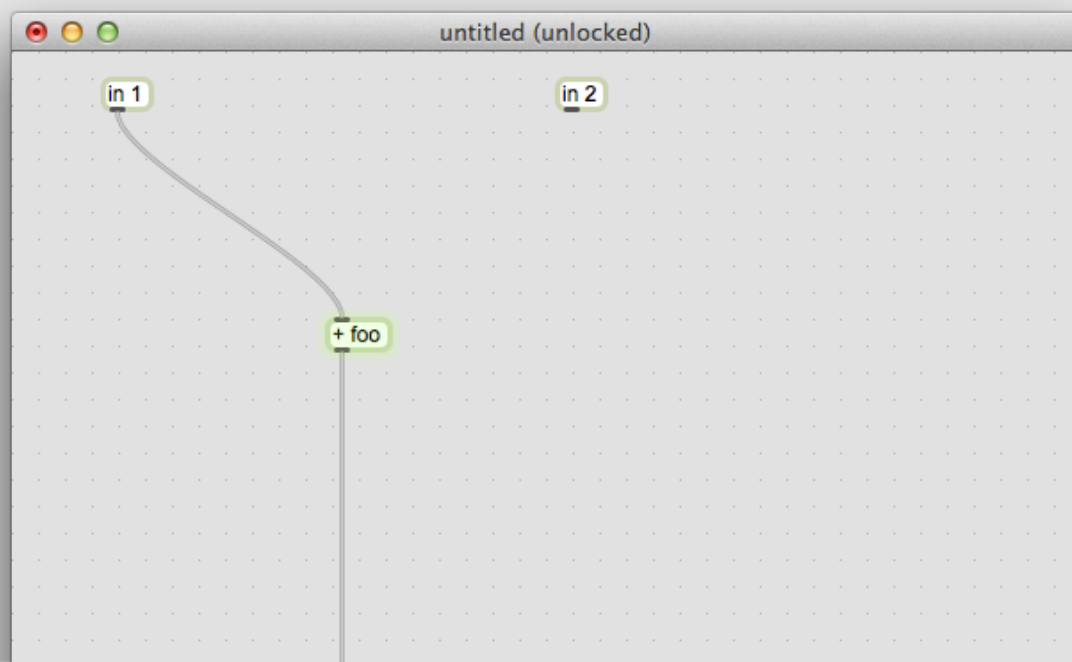 untitled (unlocked)
in 1
in 2
+ foo